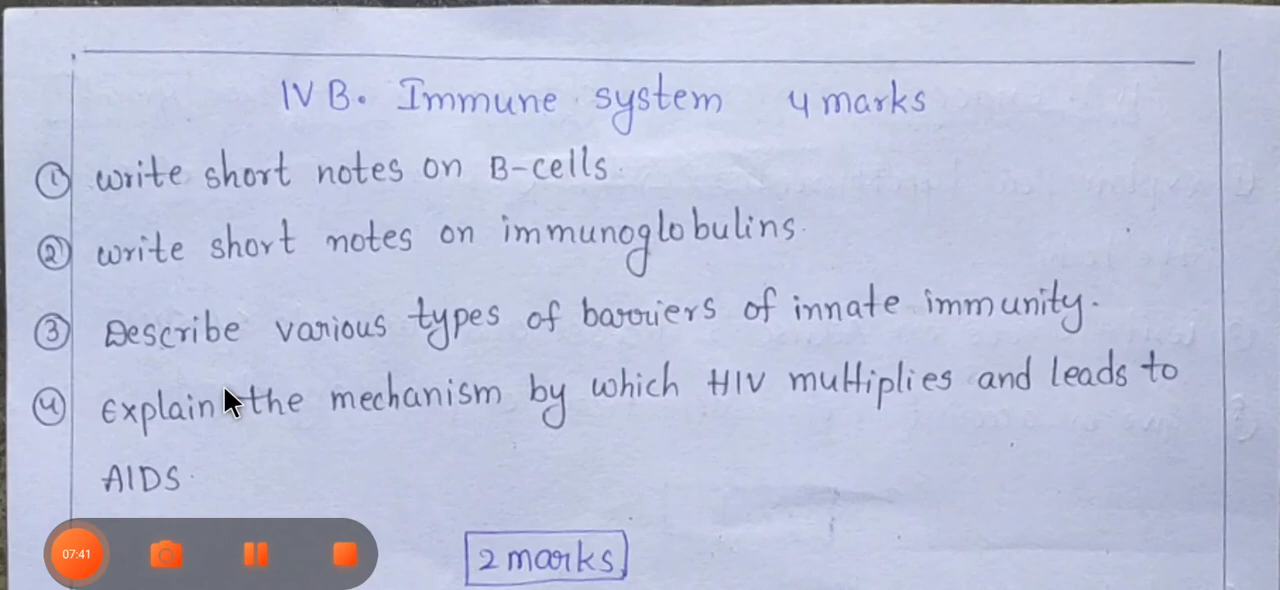 IV B. Immune system 4 marks
① write short notes on B-cells.
② write short notes on immunoglobulins.
③ Describe various types of barriers of innate immunity.
④ Explain the mechanism by which HIV multiplies and leads to
AIDS.
07:41
2 marks